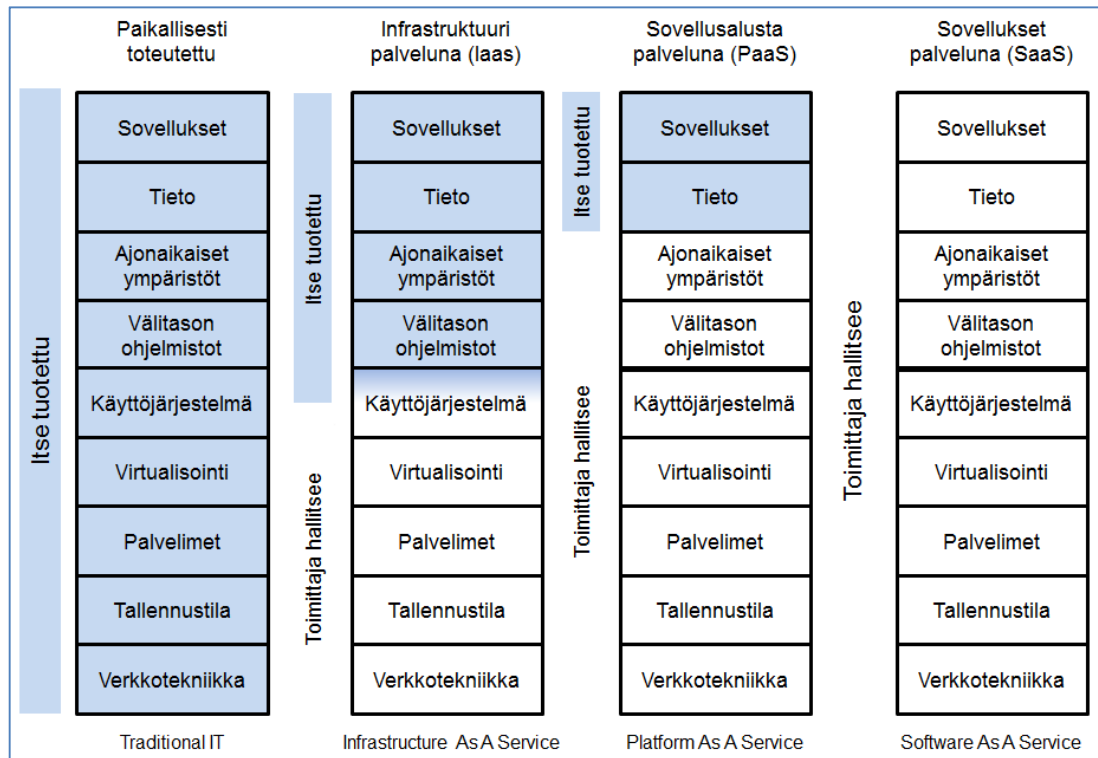 Paikallisesti
toteutettu
Infrastruktuuri
palveluna (Iaas)
Sovellusalusta
palveluna (PaaS)
Sovellukset
palveluna (SaaS)
Itse tuotettu
Sovellukset
Tieto
Ajonaikaiset
ympäristöt
Välitason
ohjelmistot
Käyttöjärjestelmä
Virtualisointi
Palvelimet
Tallennustila
Verkkotekniikka
Traditional IT
Itse tuotettu
Toimittaja hallitsee
Sovellukset
Tieto
Ajonaikaiset
ympäristöt
Välitason
ohjelmistot
Käyttöjärjestelmä
Virtualisointi
Palvelimet
Tallennustila
Verkkotekniikka
Infrastructure As A Service
Itse tuotettu
Toimittaja hallitsee
Sovellukset
Tieto
Ajonaikaiset
ympäristöt
Välitason
ohjelmistot
Käyttöjärjestelmä
Virtualisointi
Palvelimet
Tallennustila
Verkkotekniikka
Platform As A Service
Toimittaja hallitsee
Sovellukset
Tieto
Ajonaikaiset
ympäristöt
Välitason
ohjelmistot
Käyttöjärjestelmä
Virtualisointi
Palvelimet
Tallennustila
Verkkotekniikka
Software As A Service